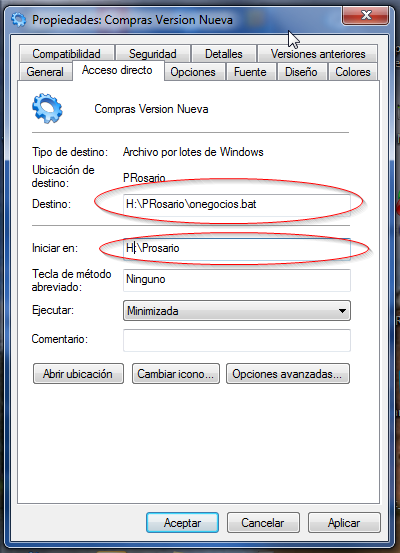 Propiedades: Compras Version Nueva
Compatibilidad Seguridad Detalles Versiones anteriores
General Acceso directo Opciones Fuente Diseño Colores
Compras Version Nueva
Tipo de destino: Archivo por lotes de Windows
Ubicación de destino: PRosario
Destino: H:\PRosario\onegocios.bat
Iniciar en: H:\Prosario
Tecla de método abreviado: Ninguno
Ejecutar: Minimizada
Comentario:
Abrir ubicación Cambiar icono... Opciones avanzadas...
Aceptar Cancelar Aplicar